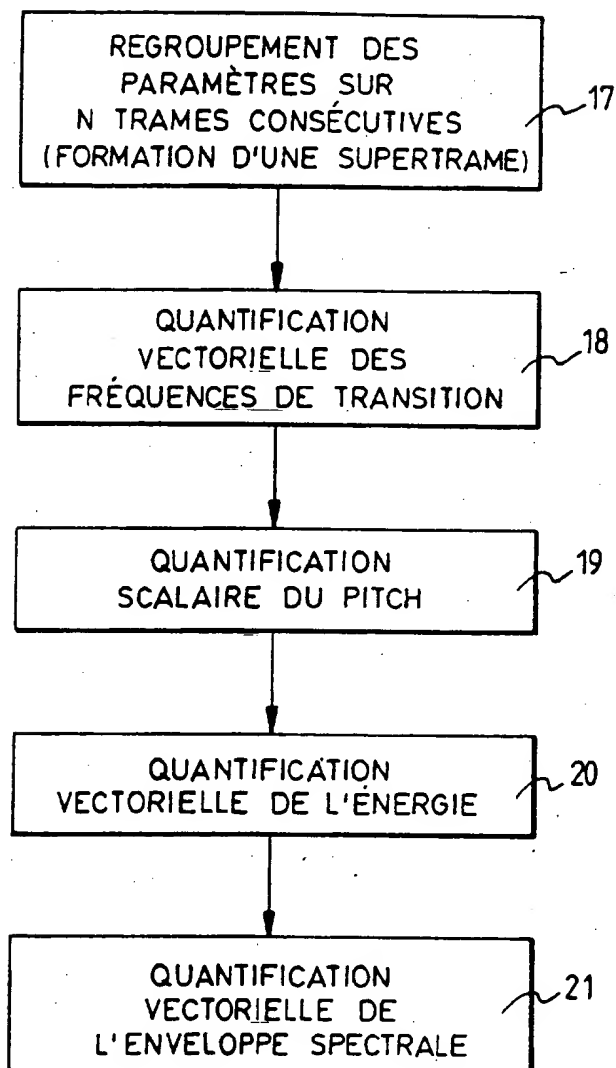 REGROUPEMENT DES
PARAMÈTRES SUR
N TRAMES CONSÉCUTIVES
(FORMATION D'UNE SUPERTRAME)
17
QUANTIFICATION
VECTORIELLE DES
FRÉQUENCES DE TRANSITION
18
QUANTIFICATION
SCALAIRE DU PITCH
19
QUANTIFICATION
VECTORIELLE DE L'ÉNERGIE
20
QUANTIFICATION
VECTORIELLE DE
L'ENVELOPPE SPECTRALE
21